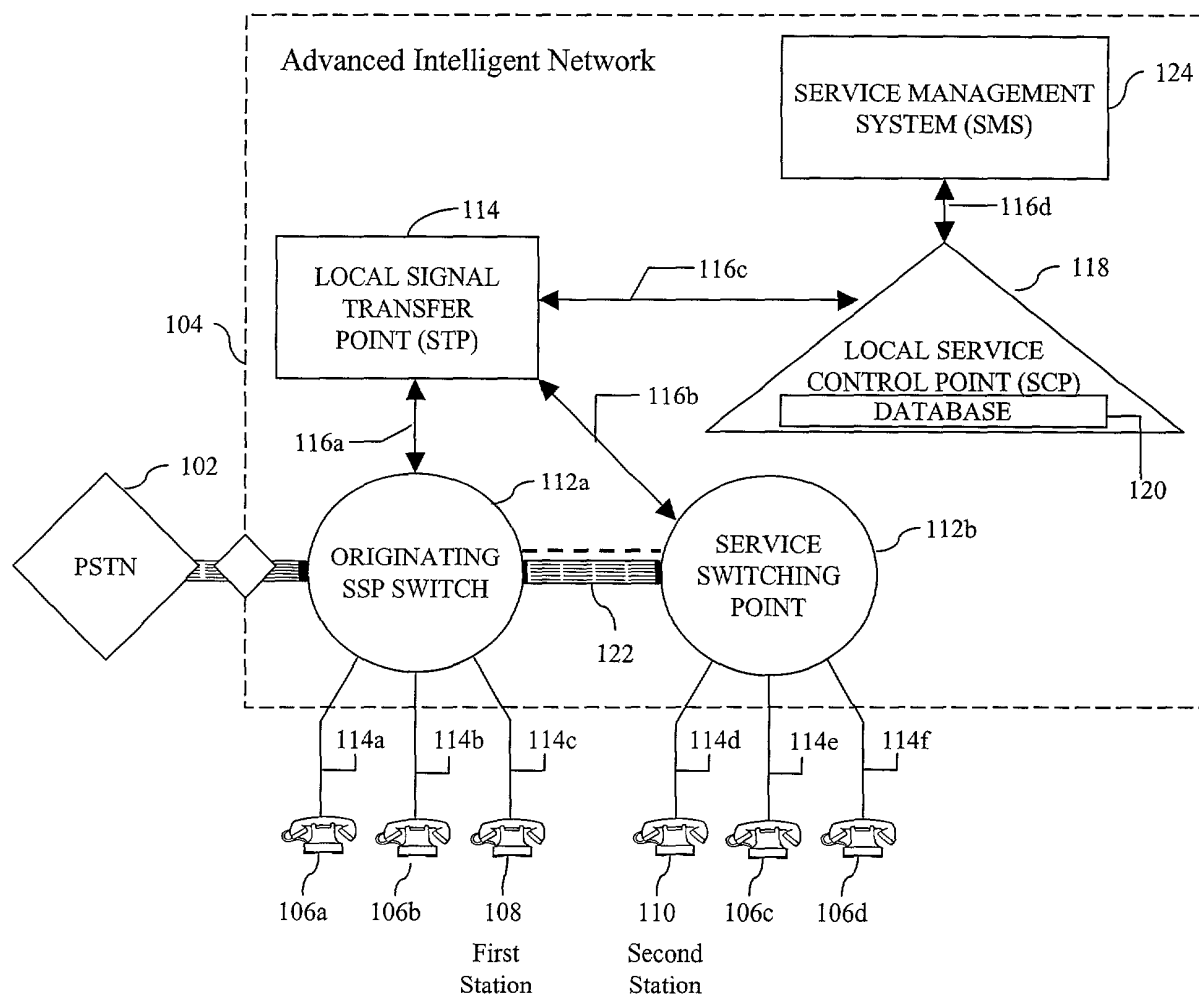 Advanced Intelligent Network
SERVICE MANAGEMENT
SYSTEM (SMS)
124
116d
114
LOCAL SIGNAL
TRANSFER
POINT (STP)
116c
118
104
LOCAL SERVICE
CONTROL POINT (SCP)
DATABASE
120
116a
116b
102
PSTN
112a
ORIGINATING
SSP SWITCH
122
112b
SERVICE
SWITCHING
POINT
114a
114b
114c
114d
114e
114f
106a
106b
108
110
106c
106d
First
Station
Second
Station